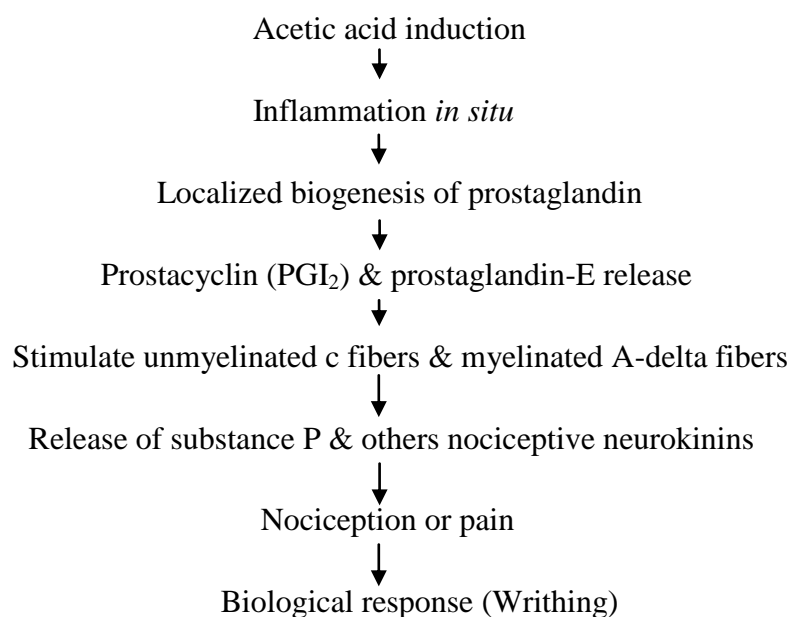 Acetic acid induction
Inflammation in situ
Localized biogenesis of prostaglandin
Prostacyclin (PGI₂) & prostaglandin-E release
Stimulate unmyelinated c fibers & myelinated A-delta fibers
Release of substance P & others nociceptive neurokinins
Nociception or pain
Biological response (Writhing)